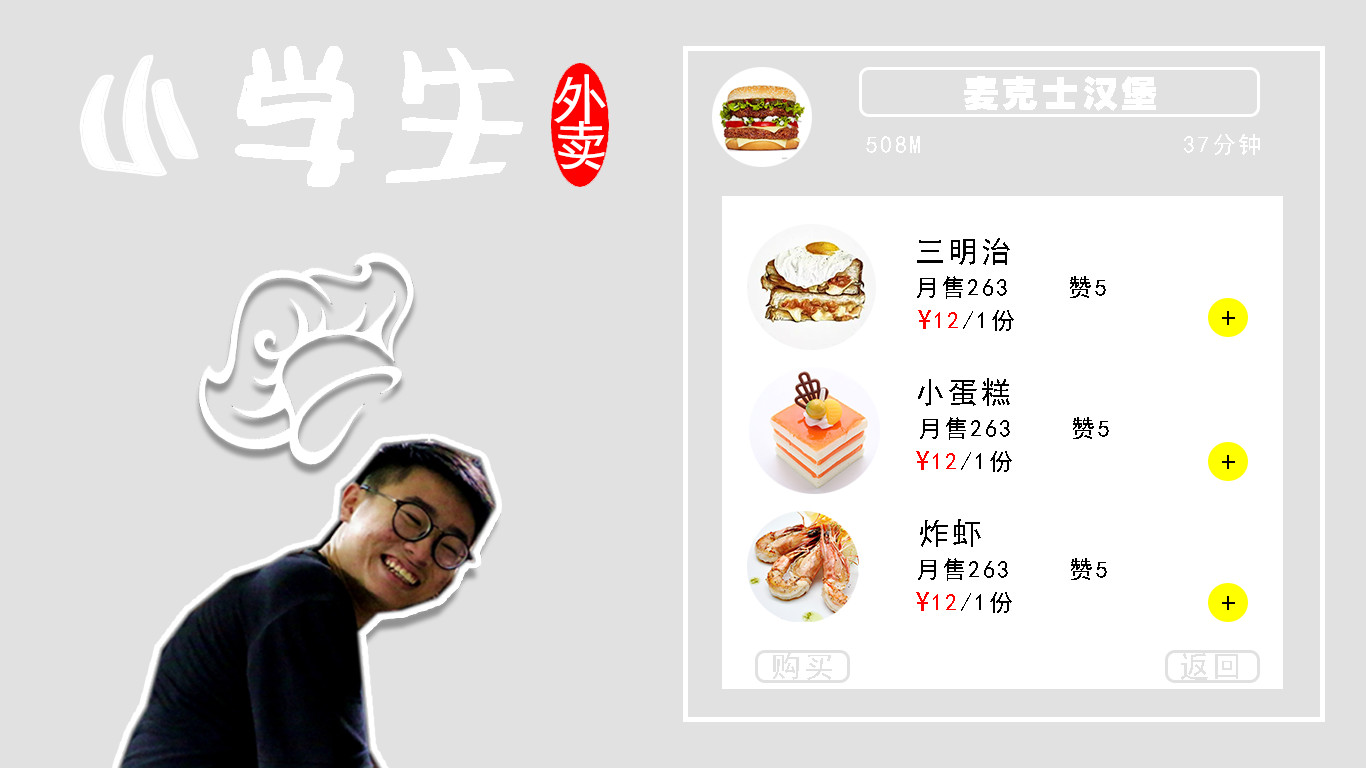 小学生
外卖
麦克士汉堡
508M 37分钟
三明治
月售263 赞5
¥12/1份
+
小蛋糕
月售263 赞5
¥12/1份
+
炸虾
月售263 赞5
¥12/1份
+
购买 返回